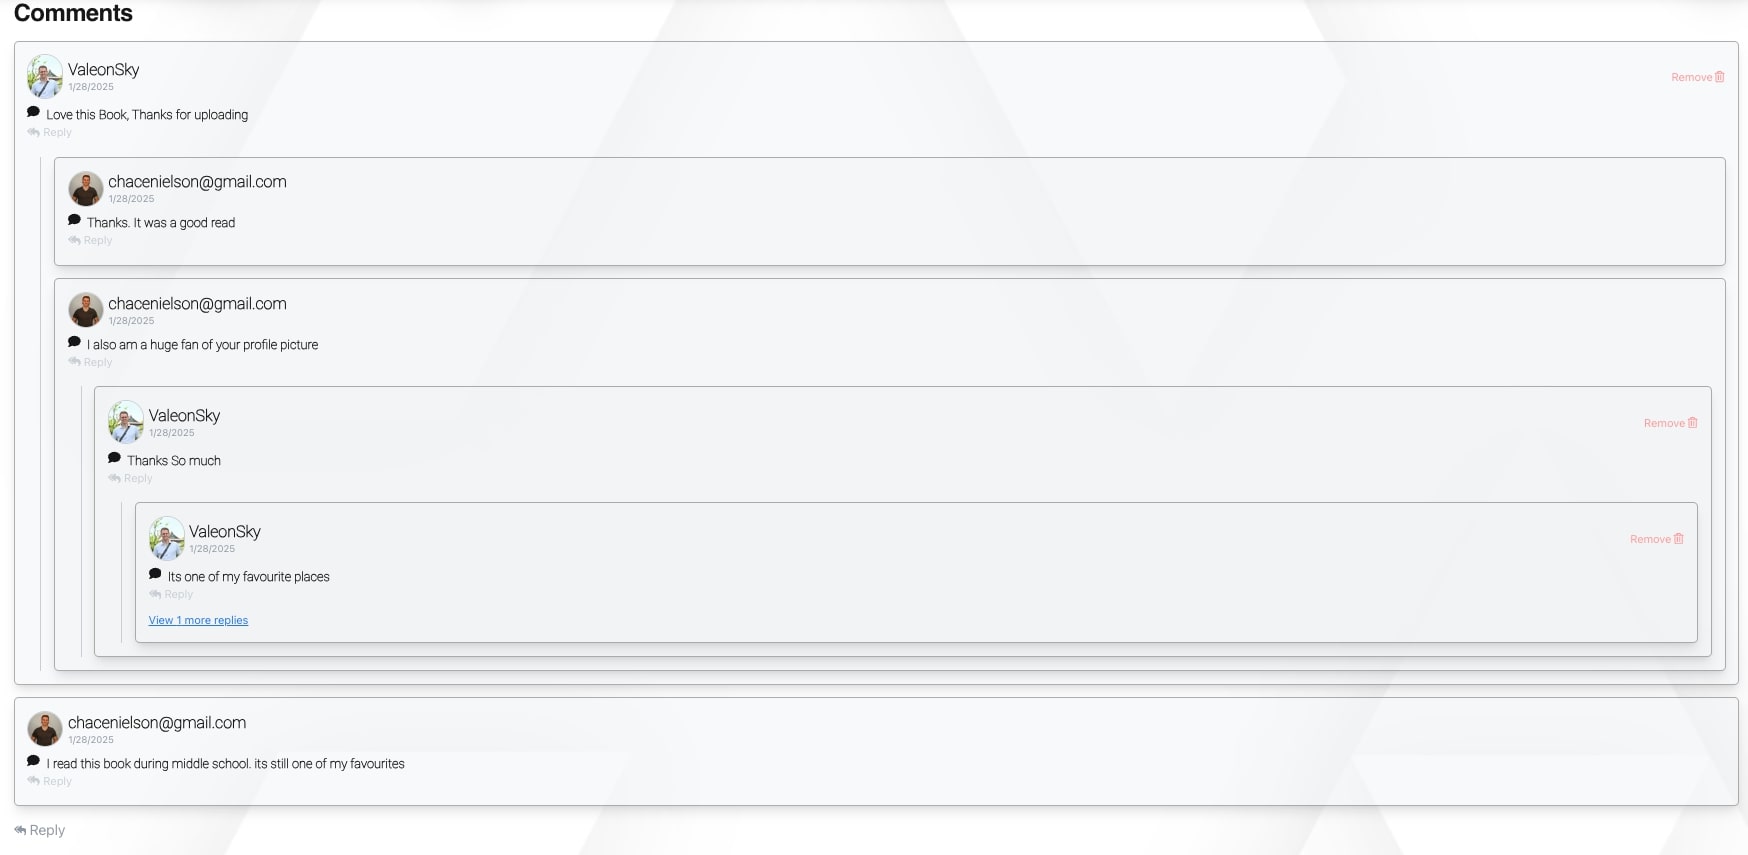 Comments
ValeonSky
1/28/2025
Remove
Love this Book, Thanks for uploading
Reply
chacenielson@gmail.com
1/28/2025
Thanks. It was a good read
Reply
chacenielson@gmail.com
1/28/2025
I also am a huge fan of your profile picture
Reply
ValeonSky
1/28/2025
Remove
Thanks So much
Reply
ValeonSky
1/28/2025
Remove
Its one of my favourite places
Reply
View 1 more replies
chacenielson@gmail.com
1/28/2025
I read this book during middle school. its still one of my favourites
Reply
Reply